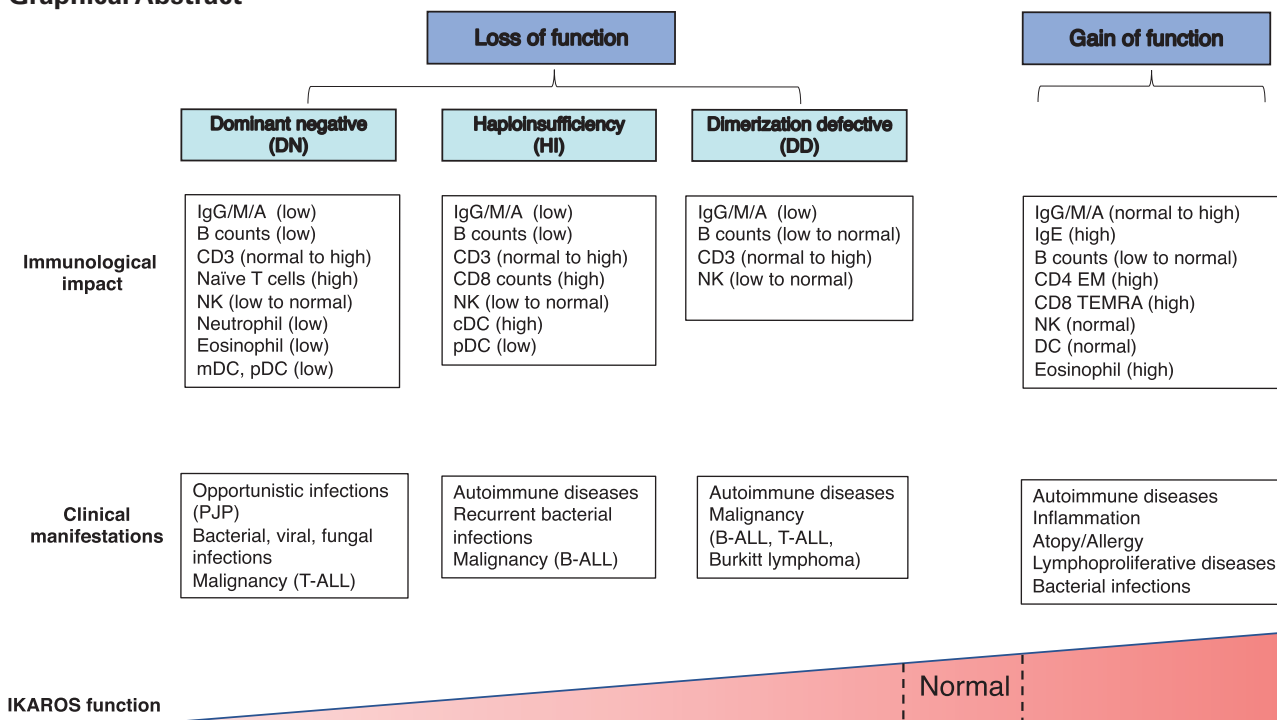 Graphical Abstract
Loss of function
Gain of function
Dominant negative
(DN)
Haploinsufficiency
(HI)
Dimerization defective
(DD)
Immunological
impact
IgG/M/A (low)
B counts (low)
CD3 (normal to high)
Naïve T cells (high)
NK (low to normal)
Neutrophil (low)
Eosinophil (low)
mDC, pDC (low)
IgG/M/A (low)
B counts (low)
CD3 (normal to high)
CD8 counts (high)
NK (low to normal)
cDC (high)
pDC (low)
IgG/M/A (low)
B counts (low to normal)
CD3 (normal to high)
NK (low to normal)
IgG/M/A (normal to high)
IgE (high)
B counts (low to normal)
CD4 EM (high)
CD8 TEMRA (high)
NK (normal)
DC (normal)
Eosinophil (high)
Clinical
manifestations
Opportunistic infections
(PJP)
Bacterial, viral, fungal
infections
Malignancy (T-ALL)
Autoimmune diseases
Recurrent bacterial
infections
Malignancy (B-ALL)
Autoimmune diseases
Malignancy
(B-ALL, T-ALL,
Burkitt lymphoma)
Autoimmune diseases
Inflammation
Atopy/Allergy
Lymphoproliferative diseases
Bacterial infections
IKAROS function
Normal